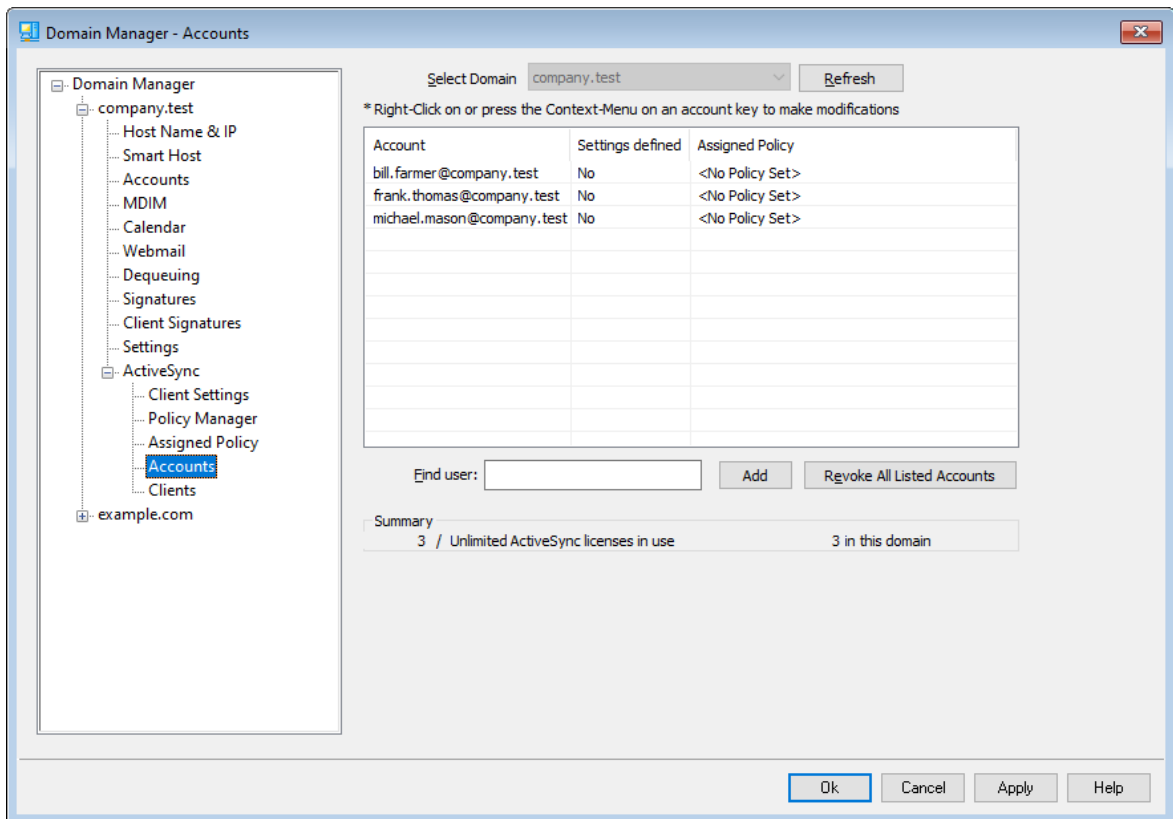 Domain Manager - Accounts
Domain Manager
company.test
Host Name & IP
Smart Host
Accounts
MDIM
Calendar
Webmail
Dequeuing
Signatures
Client Signatures
Settings
ActiveSync
Client Settings
Policy Manager
Assigned Policy
Accounts
Clients
example.com
Select Domain company.test Refresh
* Right-Click on or press the Context-Menu on an account key to make modifications
Account Settings defined Assigned Policy
bill.farmer@company.test No <No Policy Set>
frank.thomas@company.test No <No Policy Set>
michael.mason@company.test No <No Policy Set>
Find user: Add Revoke All Listed Accounts
Summary
3 / Unlimited ActiveSync licenses in use 3 in this domain
Ok Cancel Apply Help